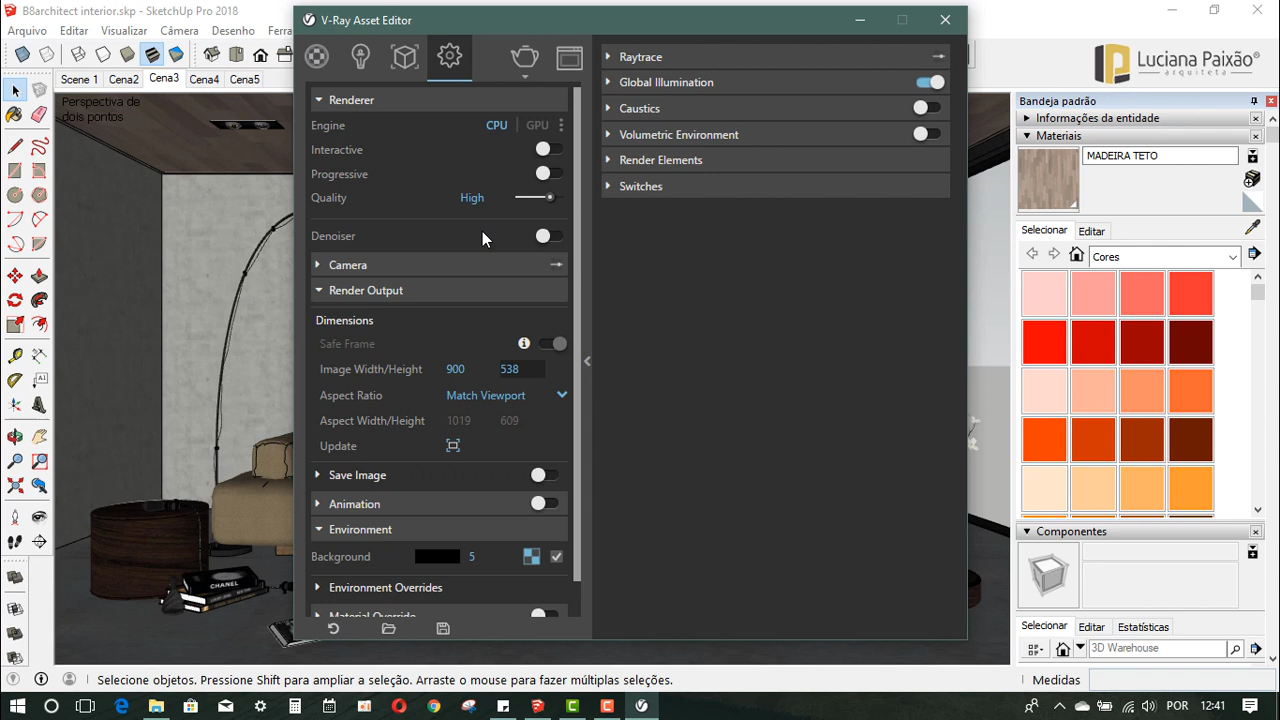 B8architect interior.skp - SketchUp Pro 2018
Arquivo Editar Visualizar Câmera Desenho Ferra
Scene 1 Cena2 Cena3 Cena4 Cena5
Perspectiva de
dois pontos
CHANEL
V-Ray Asset Editor
Renderer
Engine CPU GPU
Interactive
Progressive
Quality High
Denoiser
Camera
Render Output
Dimensions
Safe Frame
Image Width/Height 900 538
Aspect Ratio Match Viewport
Aspect Width/Height 1019 609
Update
Save Image
Animation
Environment
Background 5
Environment Overrides
Material Override
Raytrace
Global Illumination
Caustics
Volumetric Environment
Render Elements
Switches
Luciana Paixão
arquiteta
Bandeja padrão
Informações da entidade
Materiais
MADEIRA TETO
Selecionar Editar
Cores
Componentes
Selecionar Editar Estatísticas
3D Warehouse
Selecione objetos. Pressione Shift para ampliar a seleção. Arraste o mouse para fazer múltiplas seleções.
Medidas
POR 12:41